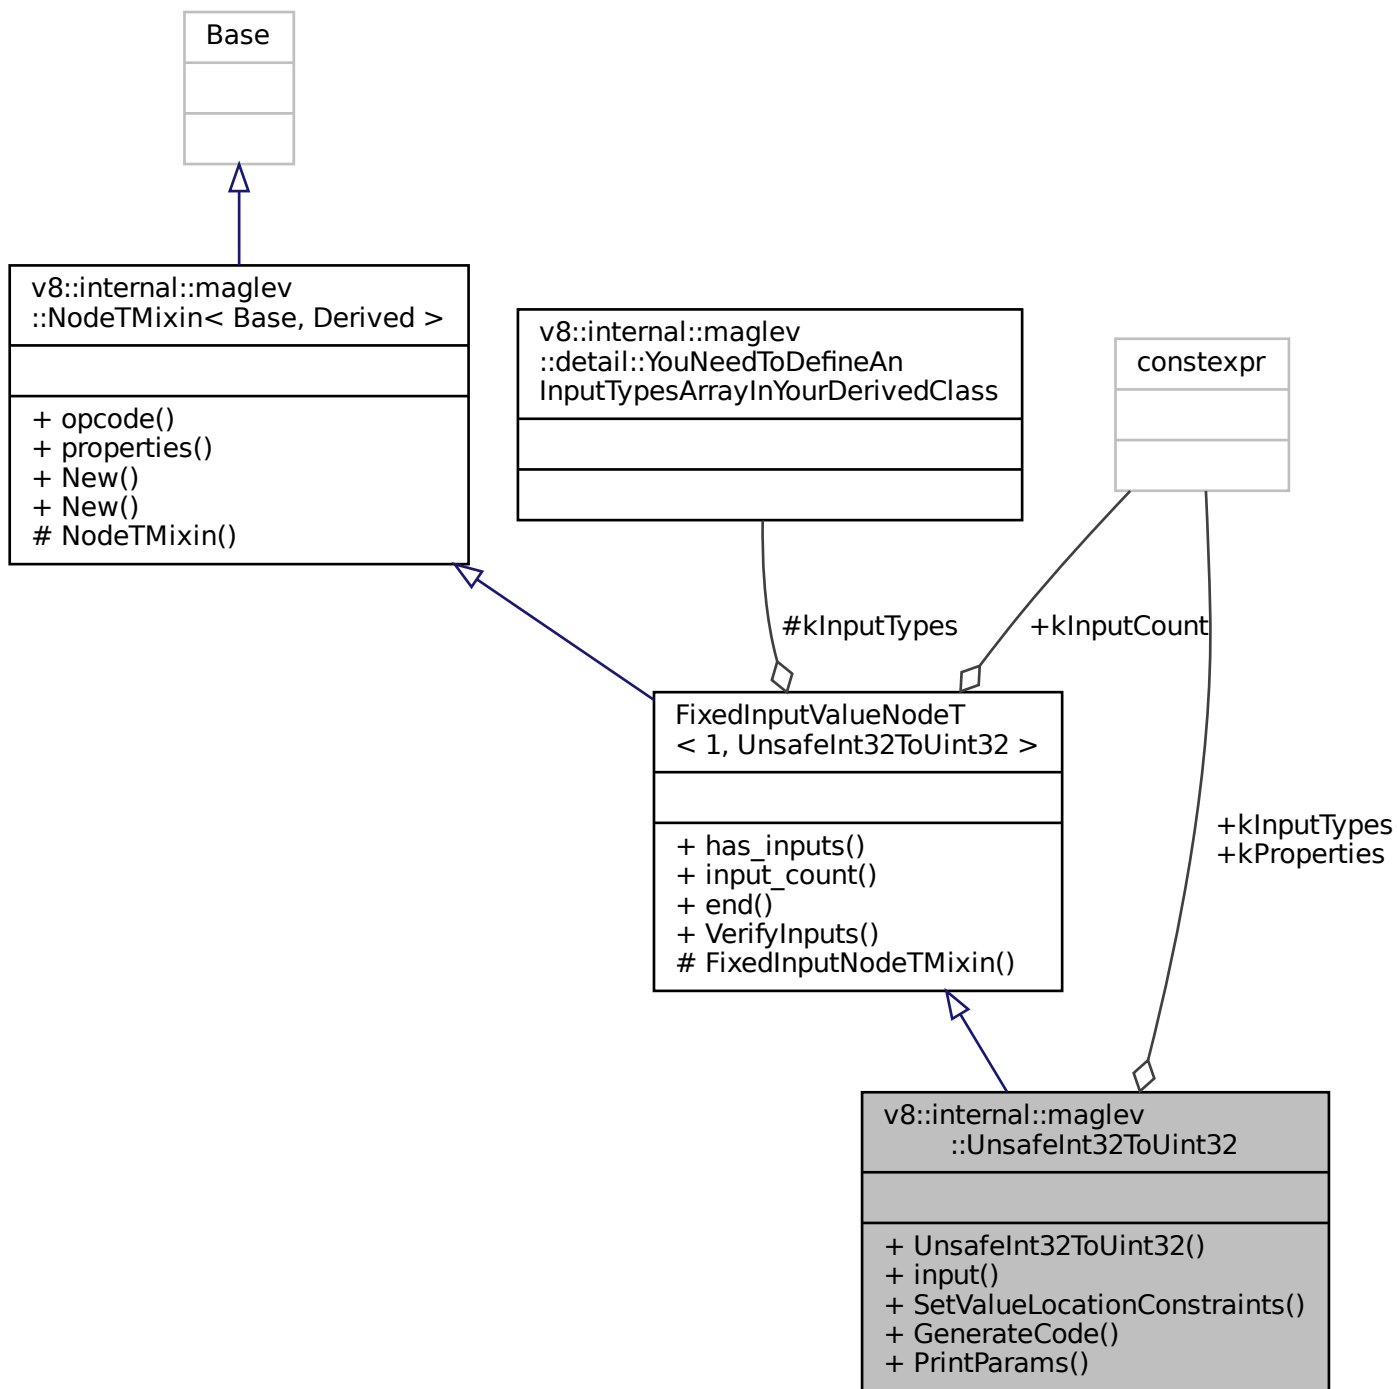 Base
v8::internal::maglev
::NodeTMixin< Base, Derived >
+ opcode()
+ properties()
+ New()
+ New()
# NodeTMixin()
v8::internal::maglev
::detail::YouNeedToDefineAn
InputTypesArrayInYourDerivedClass
constexpr
#kInputTypes
+kInputCount
FixedInputValueNodeT
< 1, UnsafeInt32ToUint32 >
+ has_inputs()
+ input_count()
+ end()
+ VerifyInputs()
# FixedInputNodeTMixin()
+kInputTypes
+kProperties
v8::internal::maglev
::UnsafeInt32ToUint32
+ UnsafeInt32ToUint32()
+ input()
+ SetValueLocationConstraints()
+ GenerateCode()
+ PrintParams()